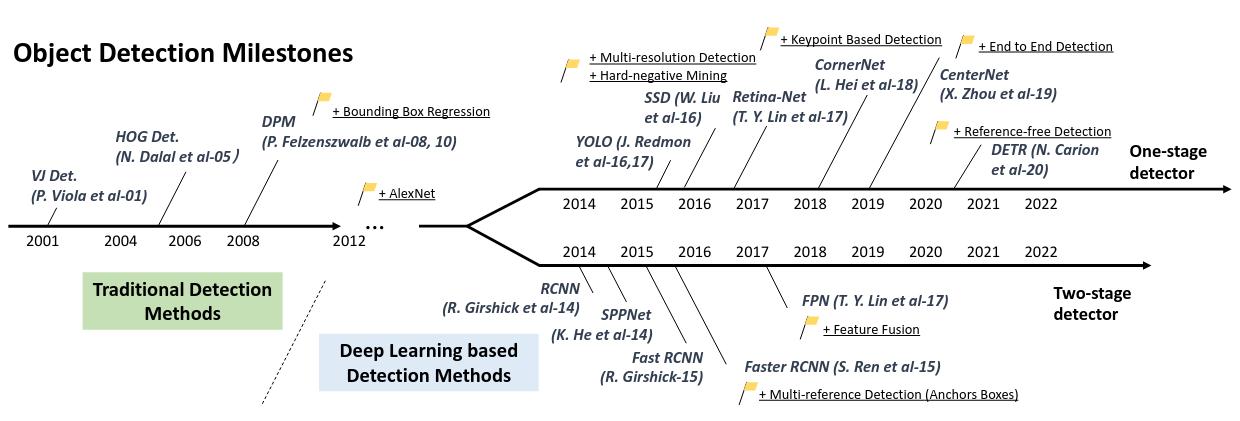 Object Detection Milestones
+ Multi-resolution Detection
+ Hard-negative Mining
+ Keypoint Based Detection
+ End to End Detection
+ Bounding Box Regression
VJ Det.
(P. Viola et al-01)
HOG Det.
(N. Dalal et al-05)
DPM
(P. Felzenszwalb et al-08, 10)
YOLO (J. Redmon
et al-16,17)
SSD (W. Liu
et al-16)
Retina-Net
(T. Y. Lin et al-17)
CornerNet
(L. Hei et al-18)
CenterNet
(X. Zhou et al-19)
+ Reference-free Detection
DETR (N. Carion
et al-20)
One-stage
detector
+ AlexNet
...
2001 2004 2006 2008 2012
2014 2015 2016 2017 2018 2019 2020 2021 2022
2014 2015 2016 2017 2018 2019 2020 2021 2022
Traditional Detection
Methods
Deep Learning based
Detection Methods
RCNN
(R. Girshick et al-14)
SPPNet
(K. He et al-14)
Fast RCNN
(R. Girshick-15)
Faster RCNN (S. Ren et al-15)
+ Multi-reference Detection (Anchors Boxes)
FPN (T. Y. Lin et al-17)
+ Feature Fusion
Two-stage
detector